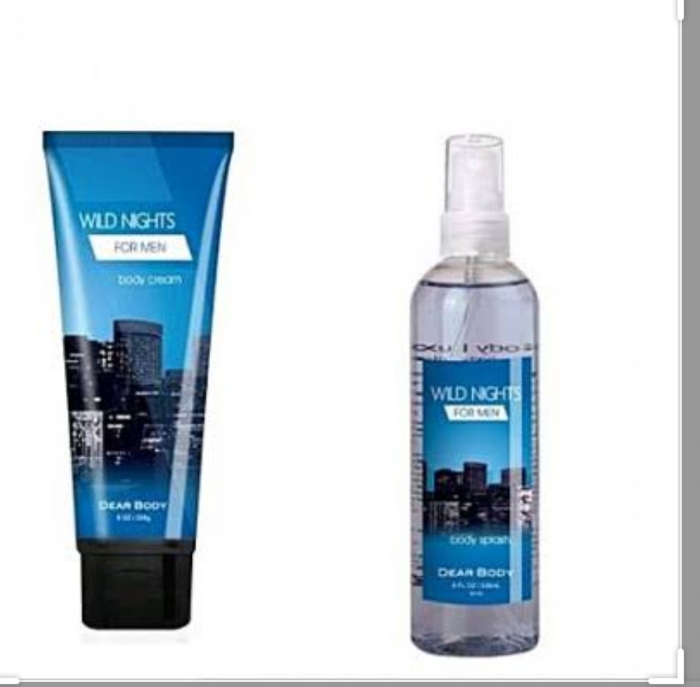 WILD NIGHTS
FOR MEN
body cream
DEAR BODY
WILD NIGHTS
FOR MEN
body splash
DEAR BODY